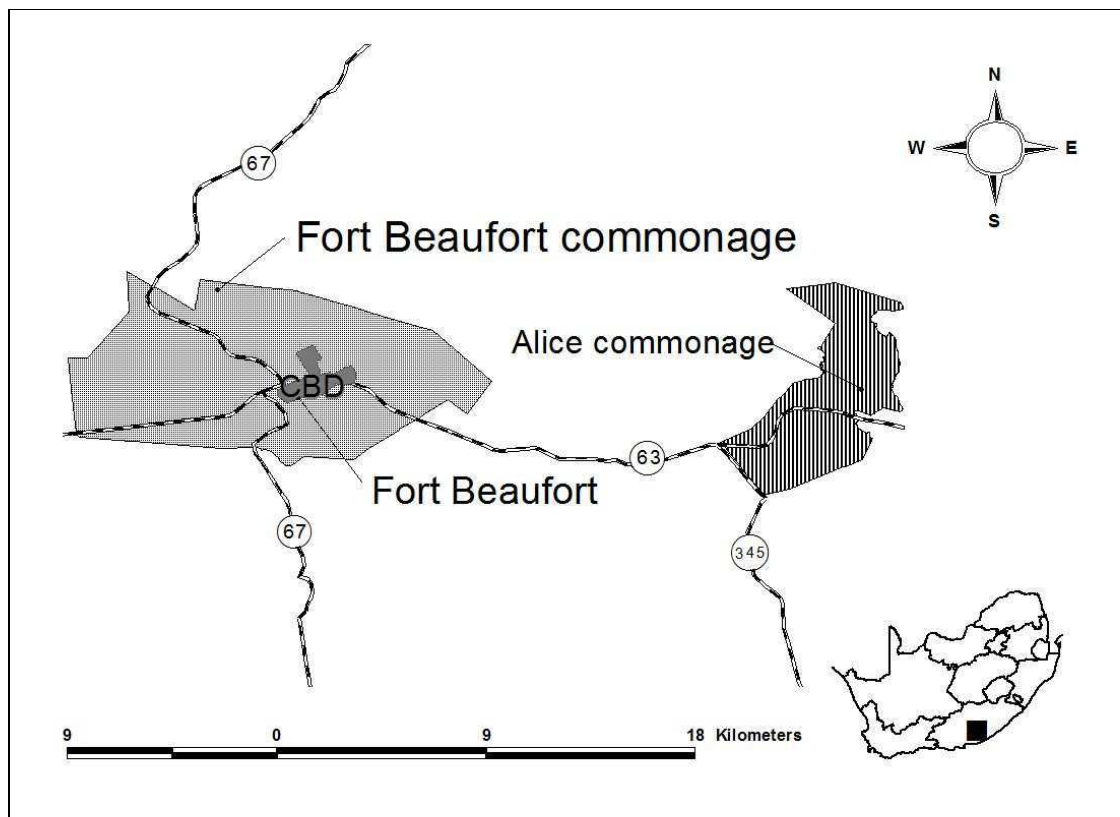 N
67
W E
S
Fort Beaufort commonage
Alice commonage
CBD
63
Fort Beaufort
67
345
9 0 9 18 Kilometers